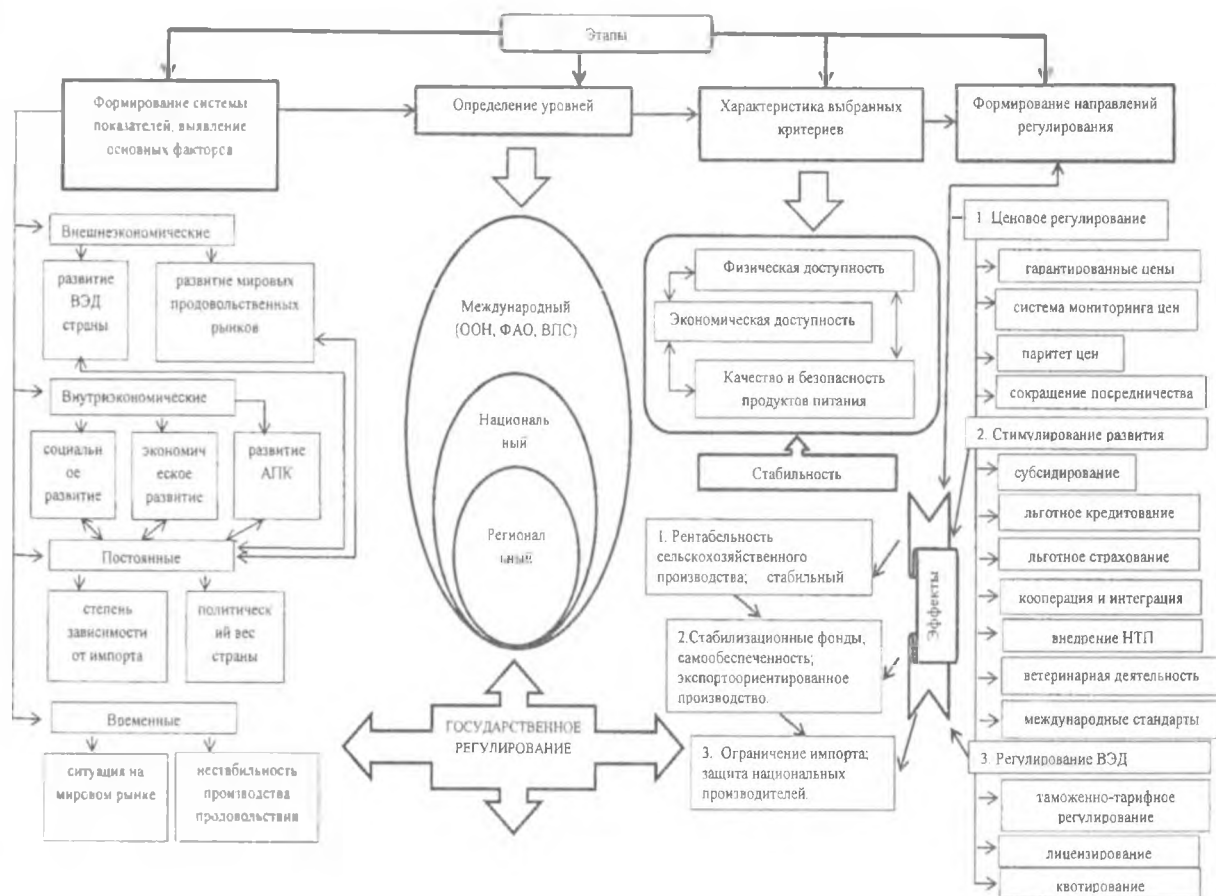 Этапы
Формирование системы
показателей, выявление
основных факторов
Определение уровней
Характеристика выбранных
критериев
Формирование направлений
регулирования
Внешнеэкономические
развитие
ВЭД
страны
развитие мировых
продовольственных
рынков
Внутриэкономические
социальн
ое
развитие
экономи
ческое
развитие
развитие
АПК
Постоянные
степень
зависимости
от импорта
политическ
ий вес
страны
Временные
ситуация на
мировом рынке
нестабильность
производства
продовольствия
Международный
(ООН, ФАО, ВПС)
Националь
ный
Регионал
ьный
ГОСУДАРСТВЕННОЕ
РЕГУЛИРОВАНИЕ
Физическая доступность
Экономическая доступность
Качество и безопасность
продуктов питания
Стабильность
1. Рентабельность
сельскохозяйственного
производства; стабильный
2.Стабилизационные фонды,
самообеспеченность;
экспортоориентированное
производство.
3. Ограничение импорта;
защита национальных
производителей.
Эффекты
1. Ценовое регулирование
гарантированные цены
система мониторинга цен
паритет цен
сокращение посредничества
2. Стимулирование развития
субсидирование
льготное кредитование
льготное страхование
кооперация и интеграция
внедрение НТП
ветеринарная деятельность
международные стандарты
3. Регулирование ВЭД
таможенно-тарифное
регулирование
лицензирование
квотирование